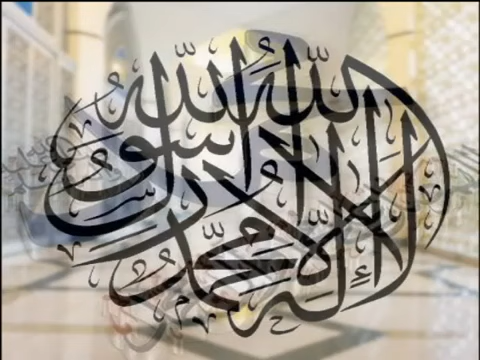 لا إله إلا الله محمد رسول الله